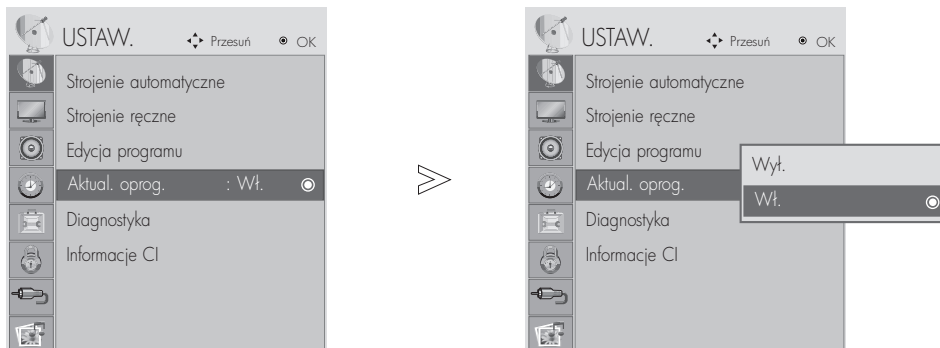 USTAW. Przesuń OK
Strojenie automatyczne
Strojenie ręczne
Edycja programu
Aktual. oprog. : Wł.
Diagnostyka
Informacje CI
USTAW. Przesuń OK
Strojenie automatyczne
Strojenie ręczne
Edycja programu
Aktual. oprog.
Diagnostyka
Informacje CI
Wył.
Wł.